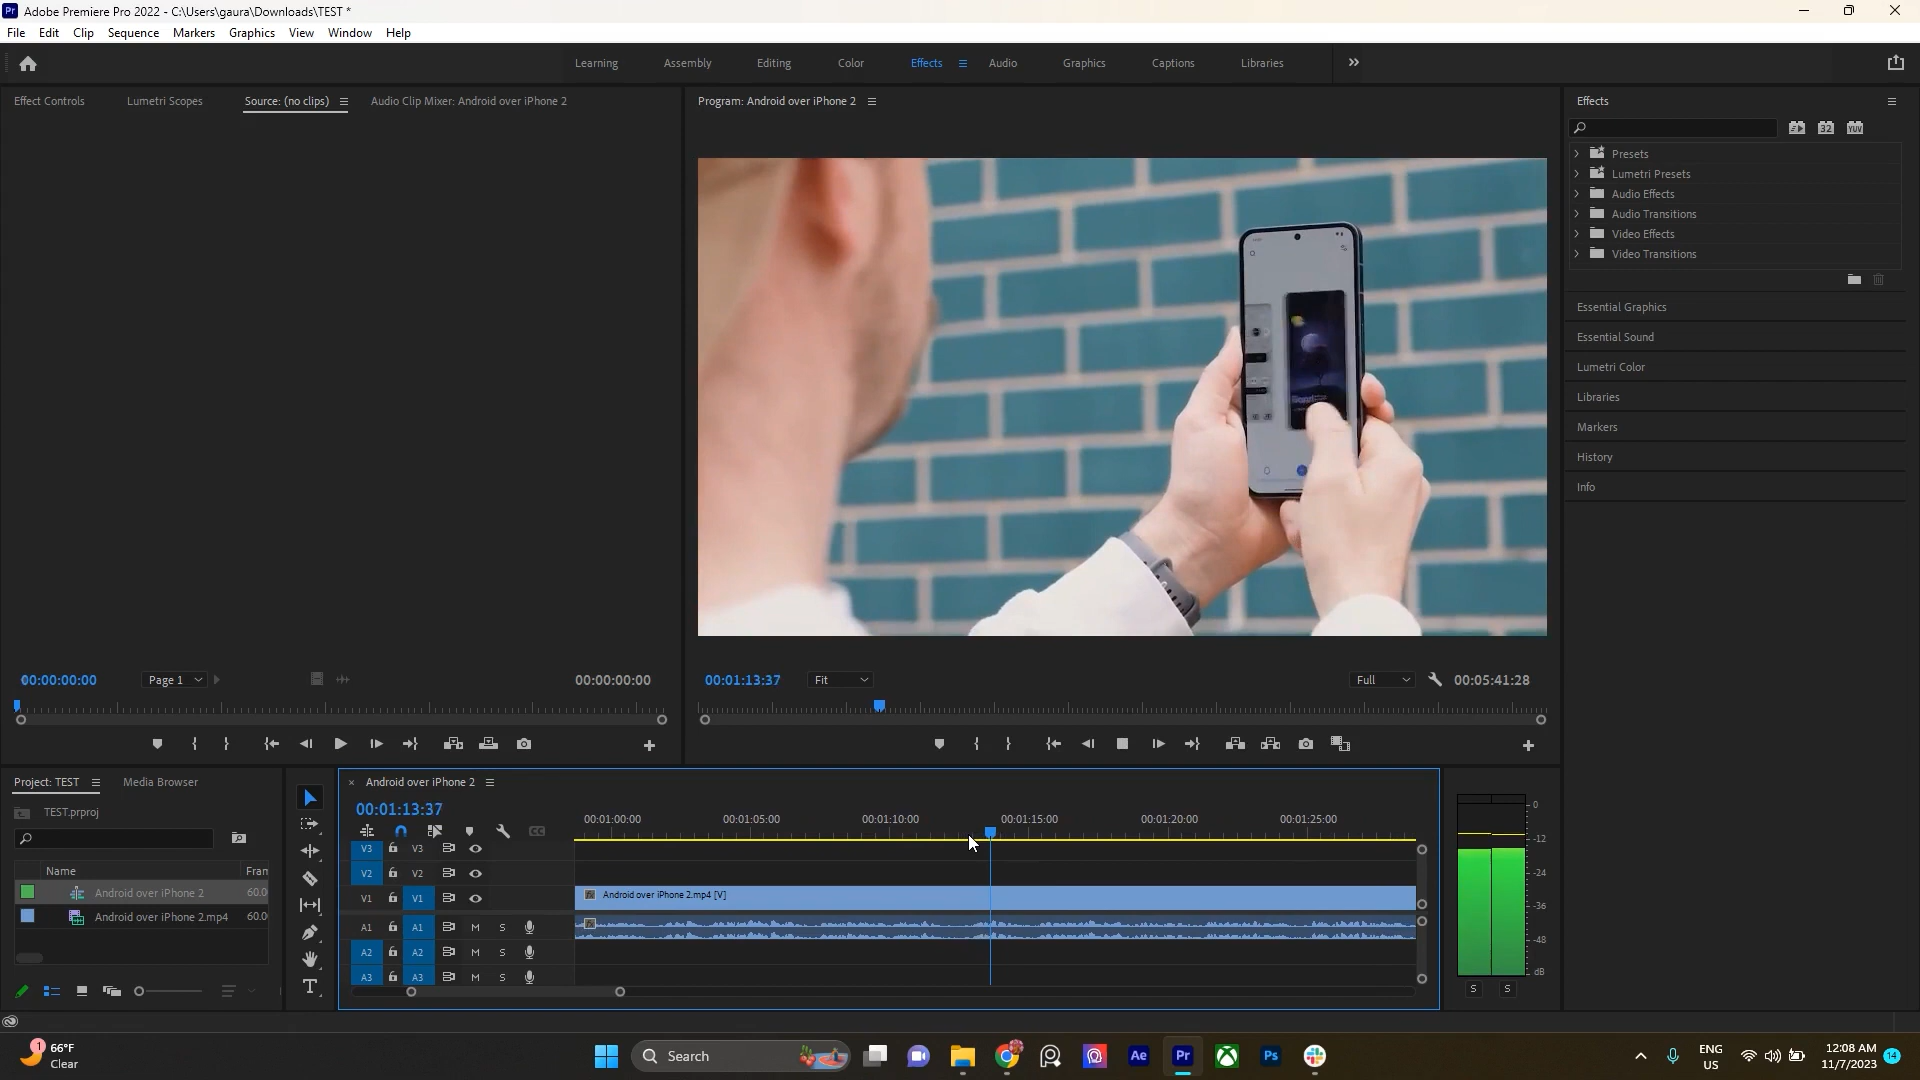 Adobe Premiere Pro 2022 - C:\Users\gaura\Downloads\TEST *
File Edit Clip Sequence Markers Graphics View Window Help
Learning Assembly Editing Color Effects Audio Graphics Captions Libraries
Effect Controls Lumetri Scopes Source: (no clips) Audio Clip Mixer: Android over iPhone 2
Program: Android over iPhone 2
Effects
Presets
Lumetri Presets
Audio Effects
Audio Transitions
Video Effects
Video Transitions
Essential Graphics
Essential Sound
Lumetri Color
Libraries
Markers
History
Info
00:00:00:00 Page 1 00:00:00:00
00:01:13:37 Fit Full 00:05:41:28
Project: TEST Media Browser
TEST.prproj
Name Fram
Android over iPhone 2 60.0
Android over iPhone 2.mp4 60.0
Android over iPhone 2
00:01:13:37
00:01:00:00 00:01:05:00 00:01:10:00 00:01:15:00 00:01:20:00 00:01:25:00
V3 V3
V2 V2
V1 V1 Android over iPhone 2.mp4 [V]
A1 A1 M S
A2 A2 M S
A3 A3 M S
0
-12
-24
-36
-48
dB
S S
66°F
Clear
Search
ENG
US
12:08 AM
11/7/2023
14